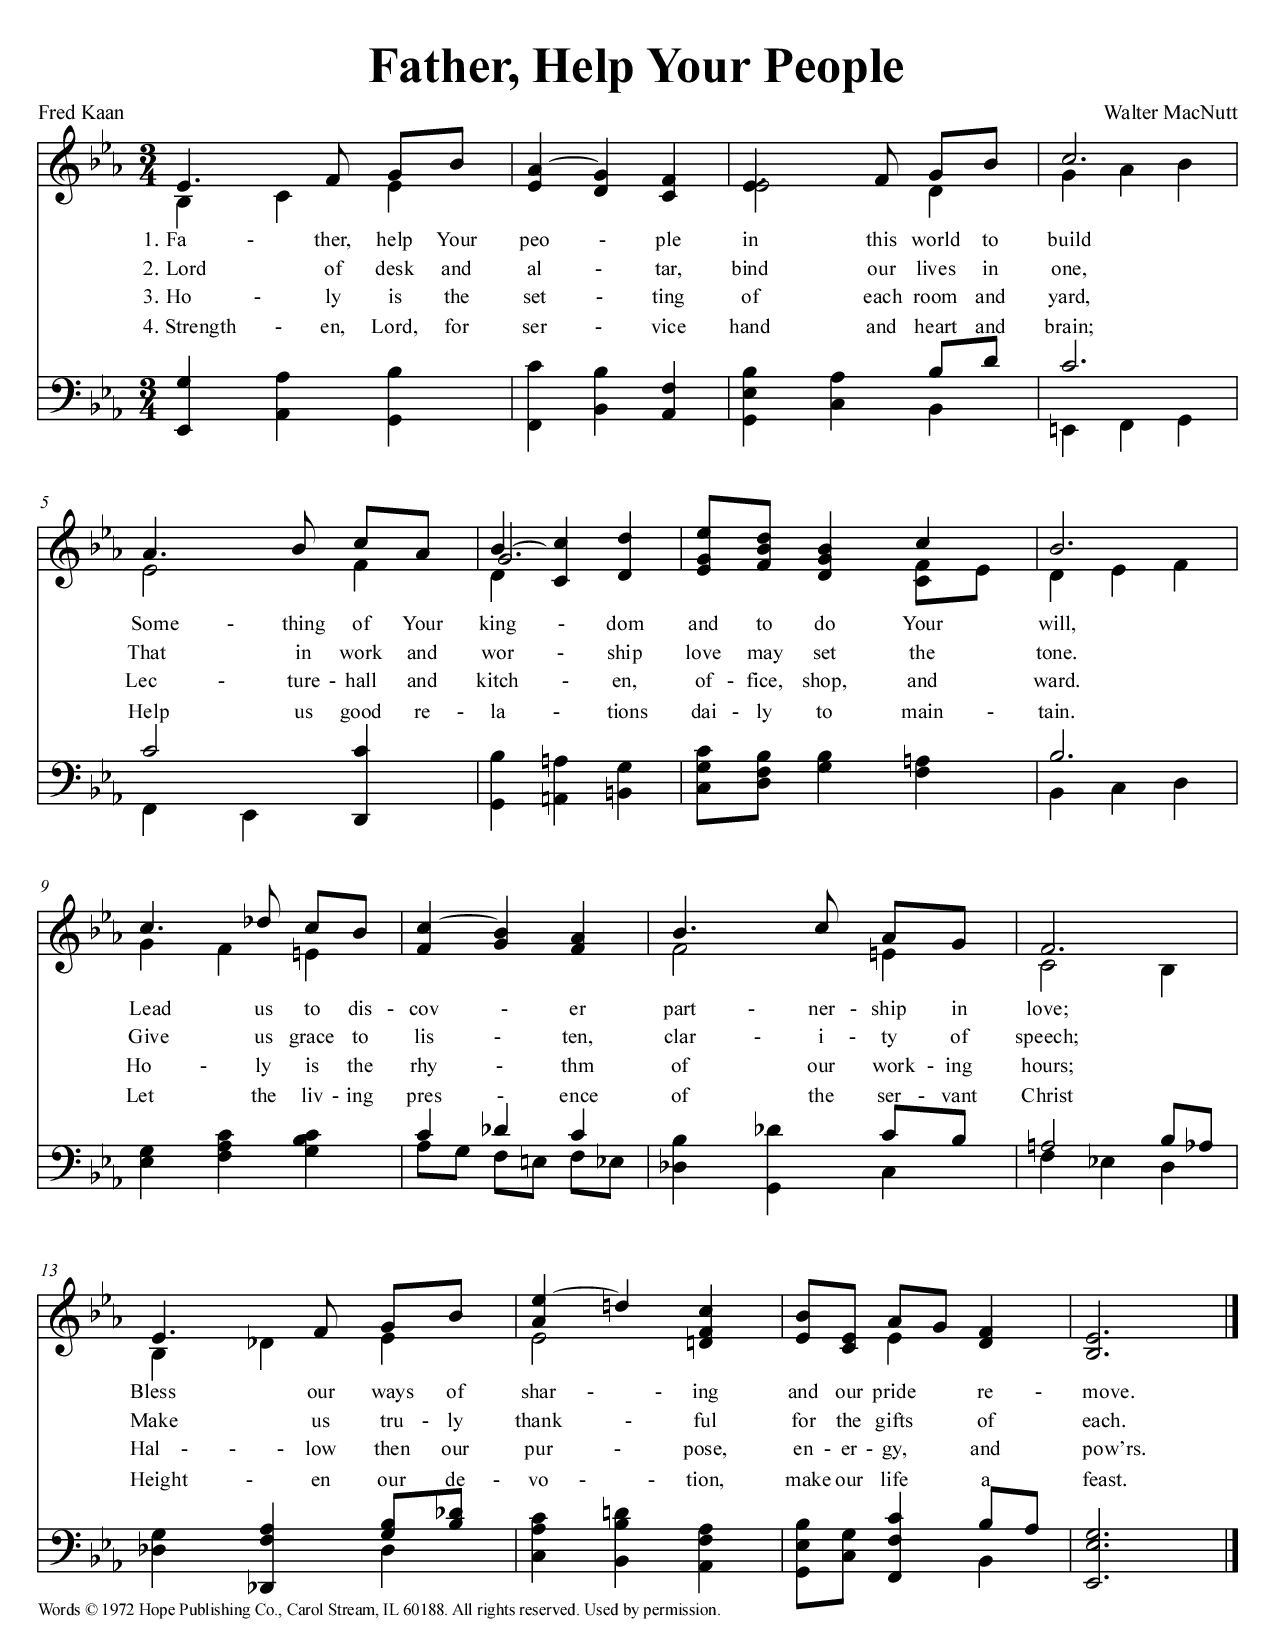 Father, Help Your People
Fred Kaan
Walter MacNutt
1. Fa - ther, help Your peo - ple in this world to build
2. Lord of desk and al - tar, bind our lives in one,
3. Ho - ly is the set - ting of each room and yard,
4. Strength - en, Lord, for ser - vice hand and heart and brain;
5
Some - thing of Your king - dom and to do Your will,
That in work and wor - ship love may set the tone.
Lec - ture - hall and kitch - en, of - fice, shop, and ward.
Help us good re - la - tions dai - ly to main - tain.
9
Lead us to dis - cov - er part - ner - ship in love;
Give us grace to lis - ten, clar - i - ty of speech;
Ho - ly is the rhy - thm of our work - ing hours;
Let the liv - ing pres - ence of the ser - vant Christ
13
Bless our ways of shar - - ing and our pride re - move.
Make us tru - ly thank - ful for the gifts of each.
Hal - - - low then our pur - pose, en - er - gy, and pow’rs.
Height - en our de - vo - - tion, make our life a feast.
Words © 1972 Hope Publishing Co., Carol Stream, IL 60188. All rights reserved. Used by permission.